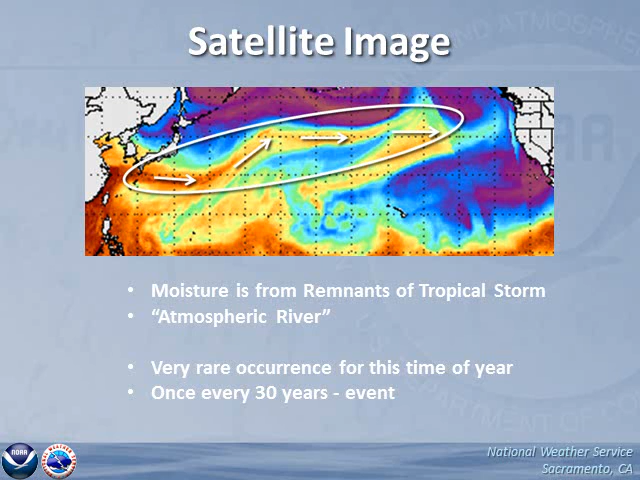 Satellite Image
• Moisture is from Remnants of Tropical Storm
• “Atmospheric River”
• Very rare occurrence for this time of year
• Once every 30 years - event
NOAA
National Weather Service
Sacramento, CA